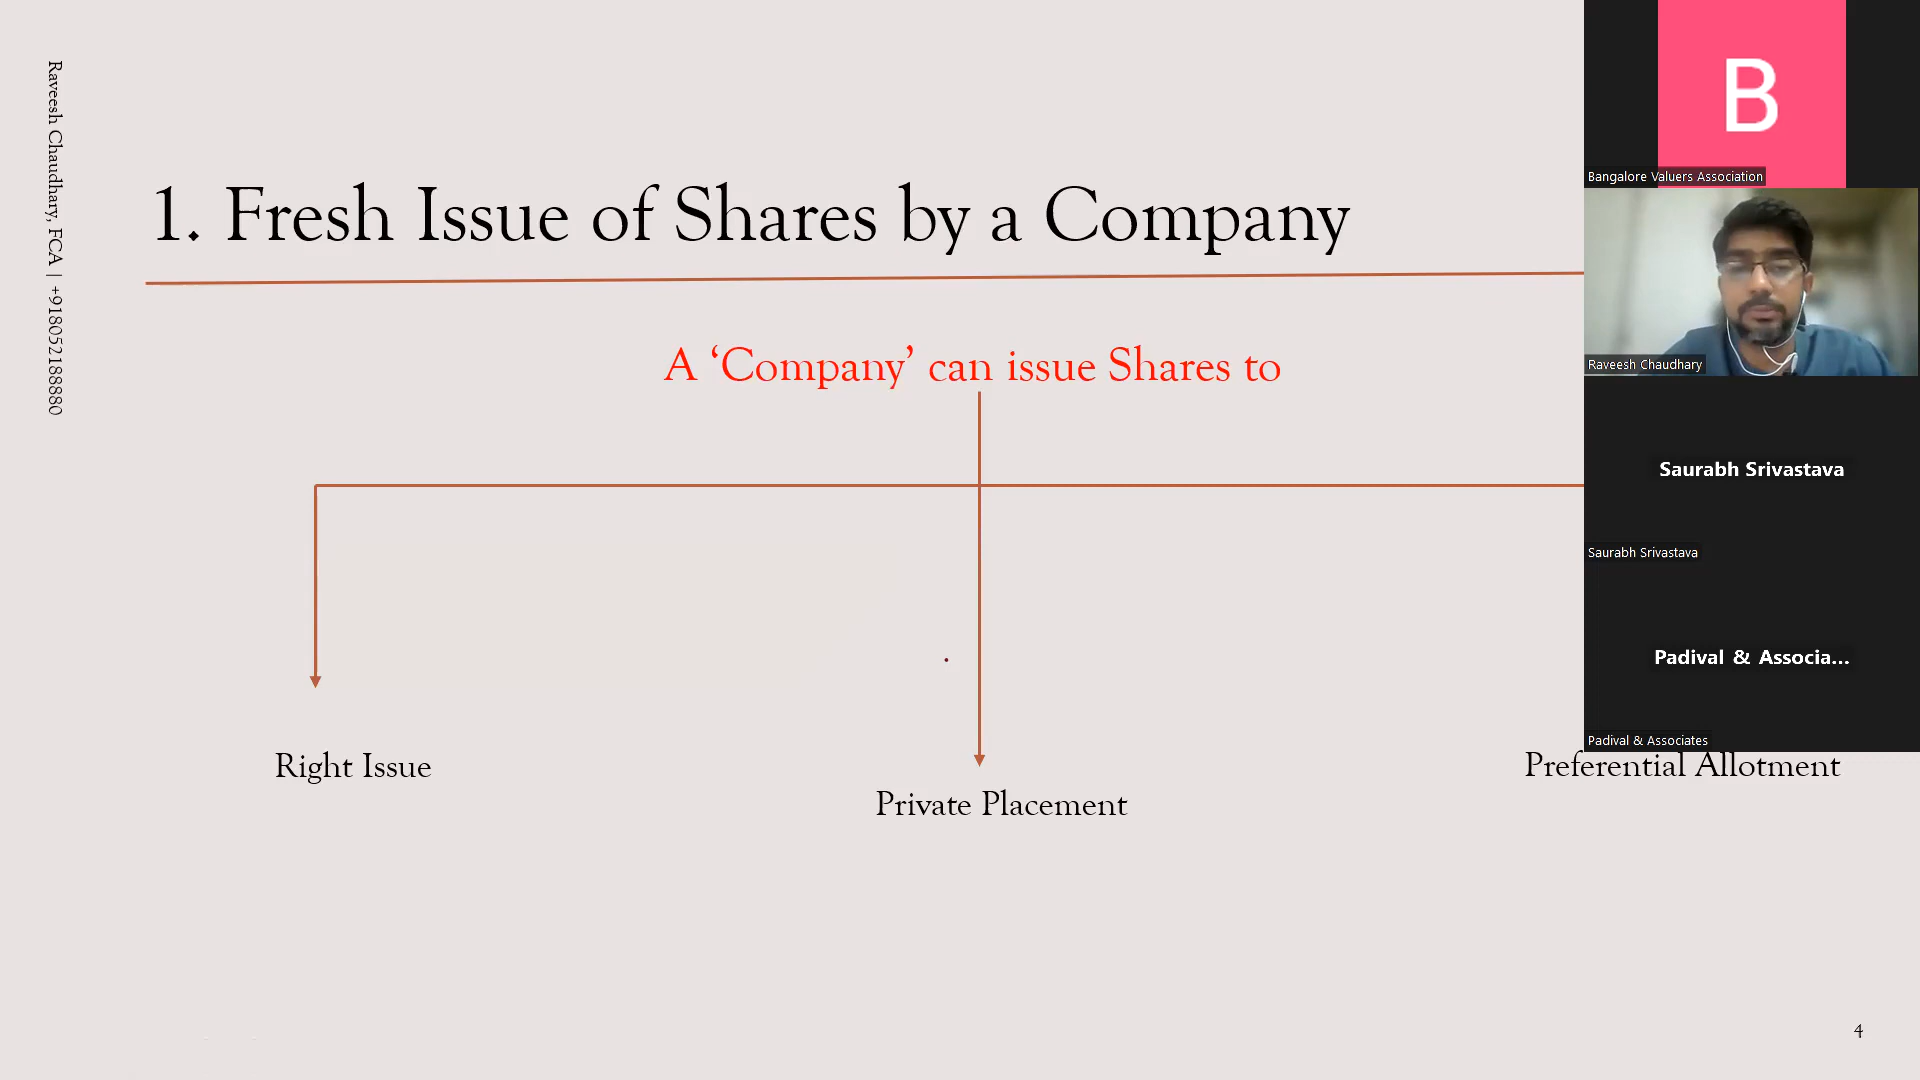 Raveesh Chaudhary, FCA | +918052188880
1. Fresh Issue of Shares by a Company
A ‘Company’ can issue Shares to
Right Issue
Private Placement
Preferential Allotment
4
B
Bangalore Valuers Association
Raveesh Chaudhary
Saurabh Srivastava
Saurabh Srivastava
Padival & Associa...
Padival & Associates